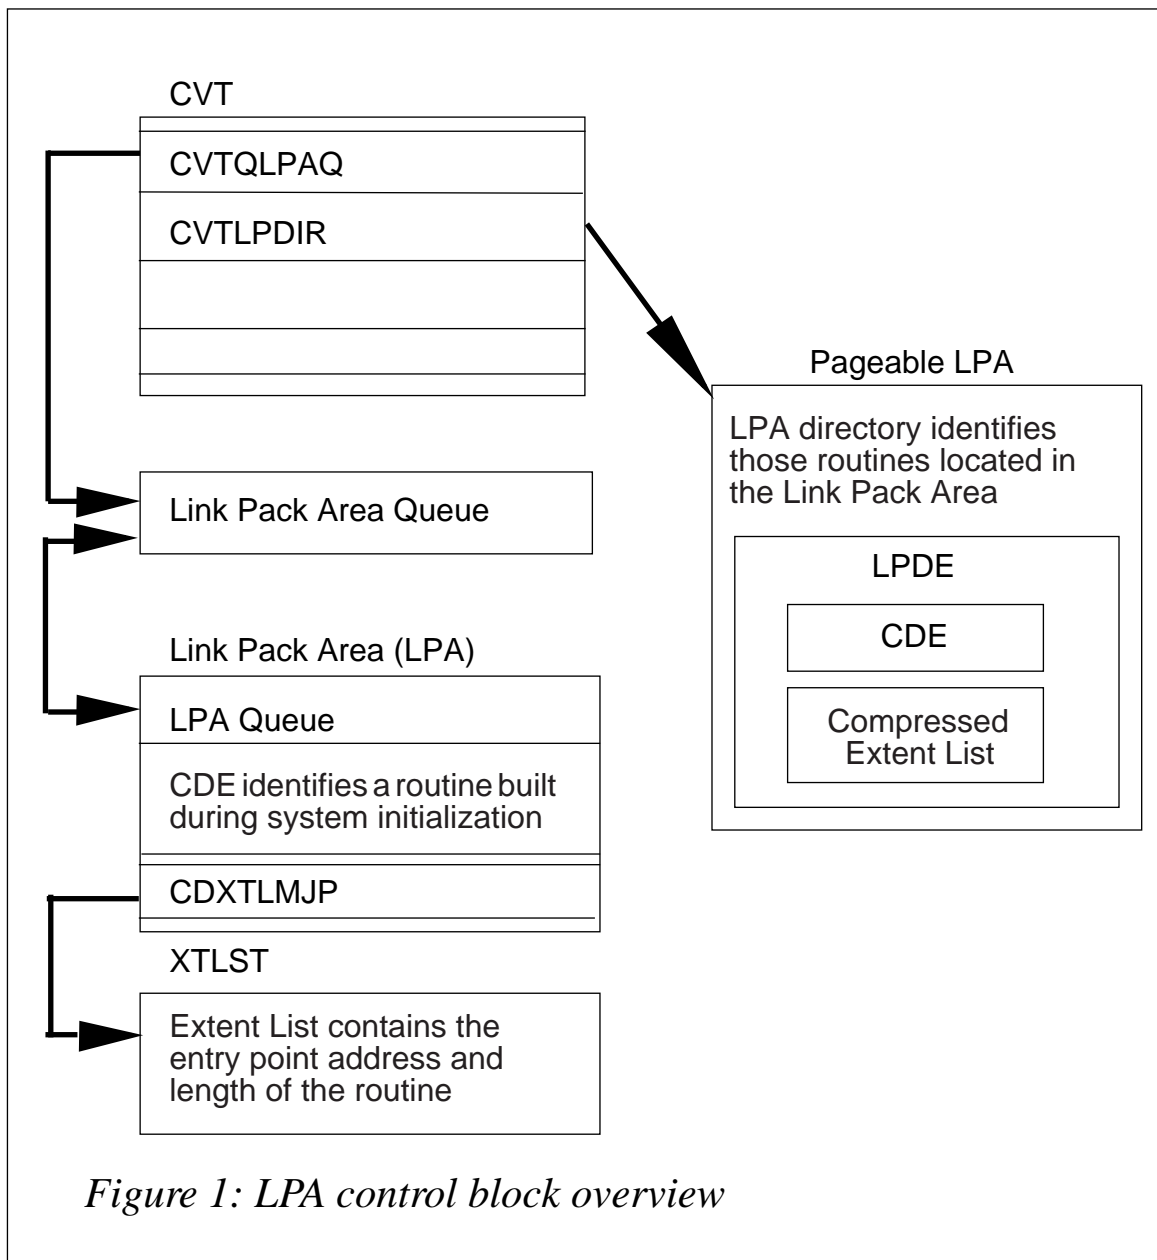 CVT
CVTQLPAQ
CVTLPDIR
Pageable LPA
LPA directory identifies
those routines located in
the Link Pack Area
LPDE
CDE
Compressed
Extent List
Link Pack Area Queue
Link Pack Area (LPA)
LPA Queue
CDE identifies a routine built
during system initialization
CDXTLMJP
XTLST
Extent List contains the
entry point address and
length of the routine
Figure 1: LPA control block overview